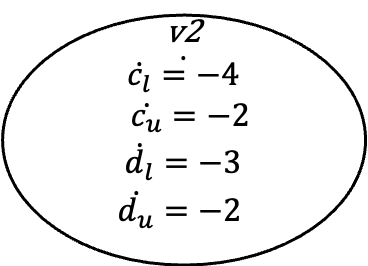 v2
ċ_l = −4
ċ_u = −2
ḋ_l = −3
ḋ_u = −2